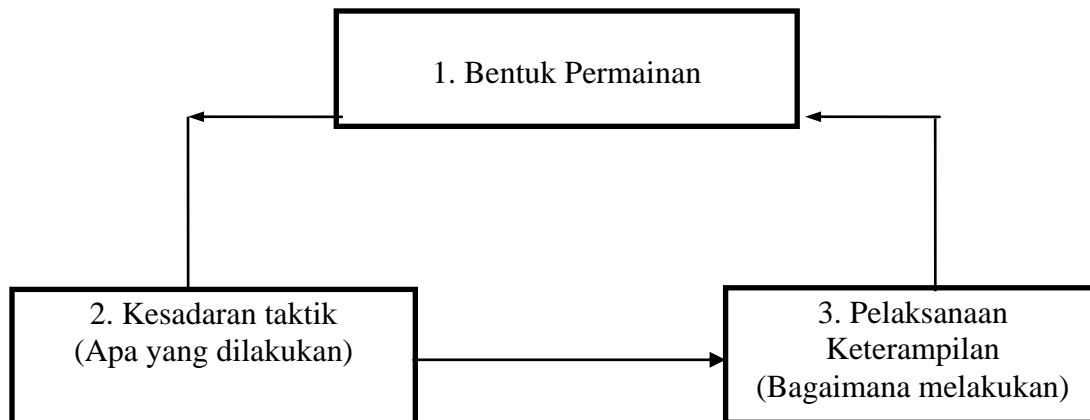 1. Bentuk Permainan
2. Kesadaran taktik
(Apa yang dilakukan)
3. Pelaksanaan
Keterampilan
(Bagaimana melakukan)